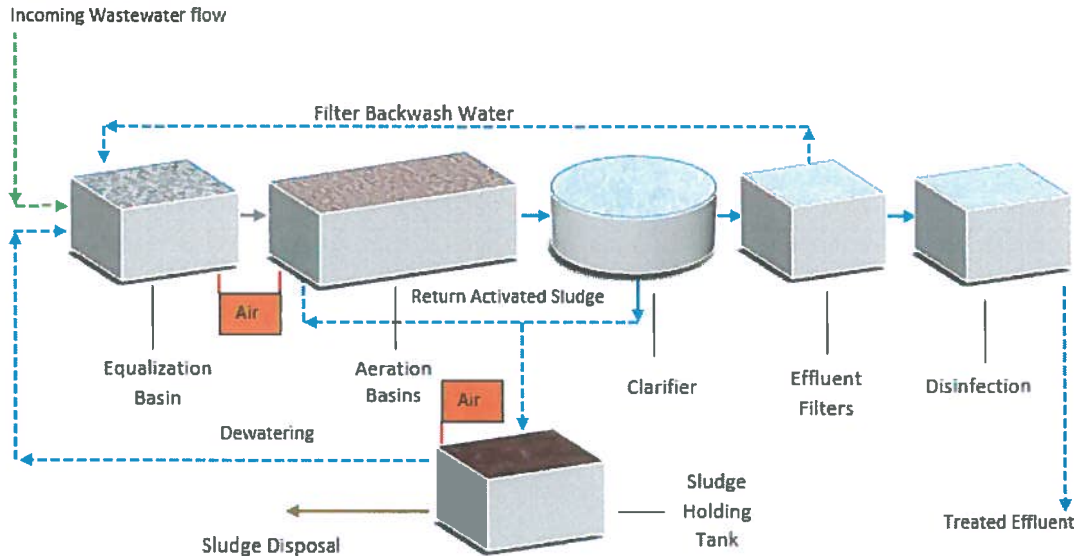 Incoming Wastewater flow
Filter Backwash Water
Return Activated Sludge
Air
Equalization
Basin
Aeration
Basins
Clarifier
Effluent
Filters
Disinfection
Air
Dewatering
Sludge
Holding
Tank
Sludge Disposal
Treated Effluent